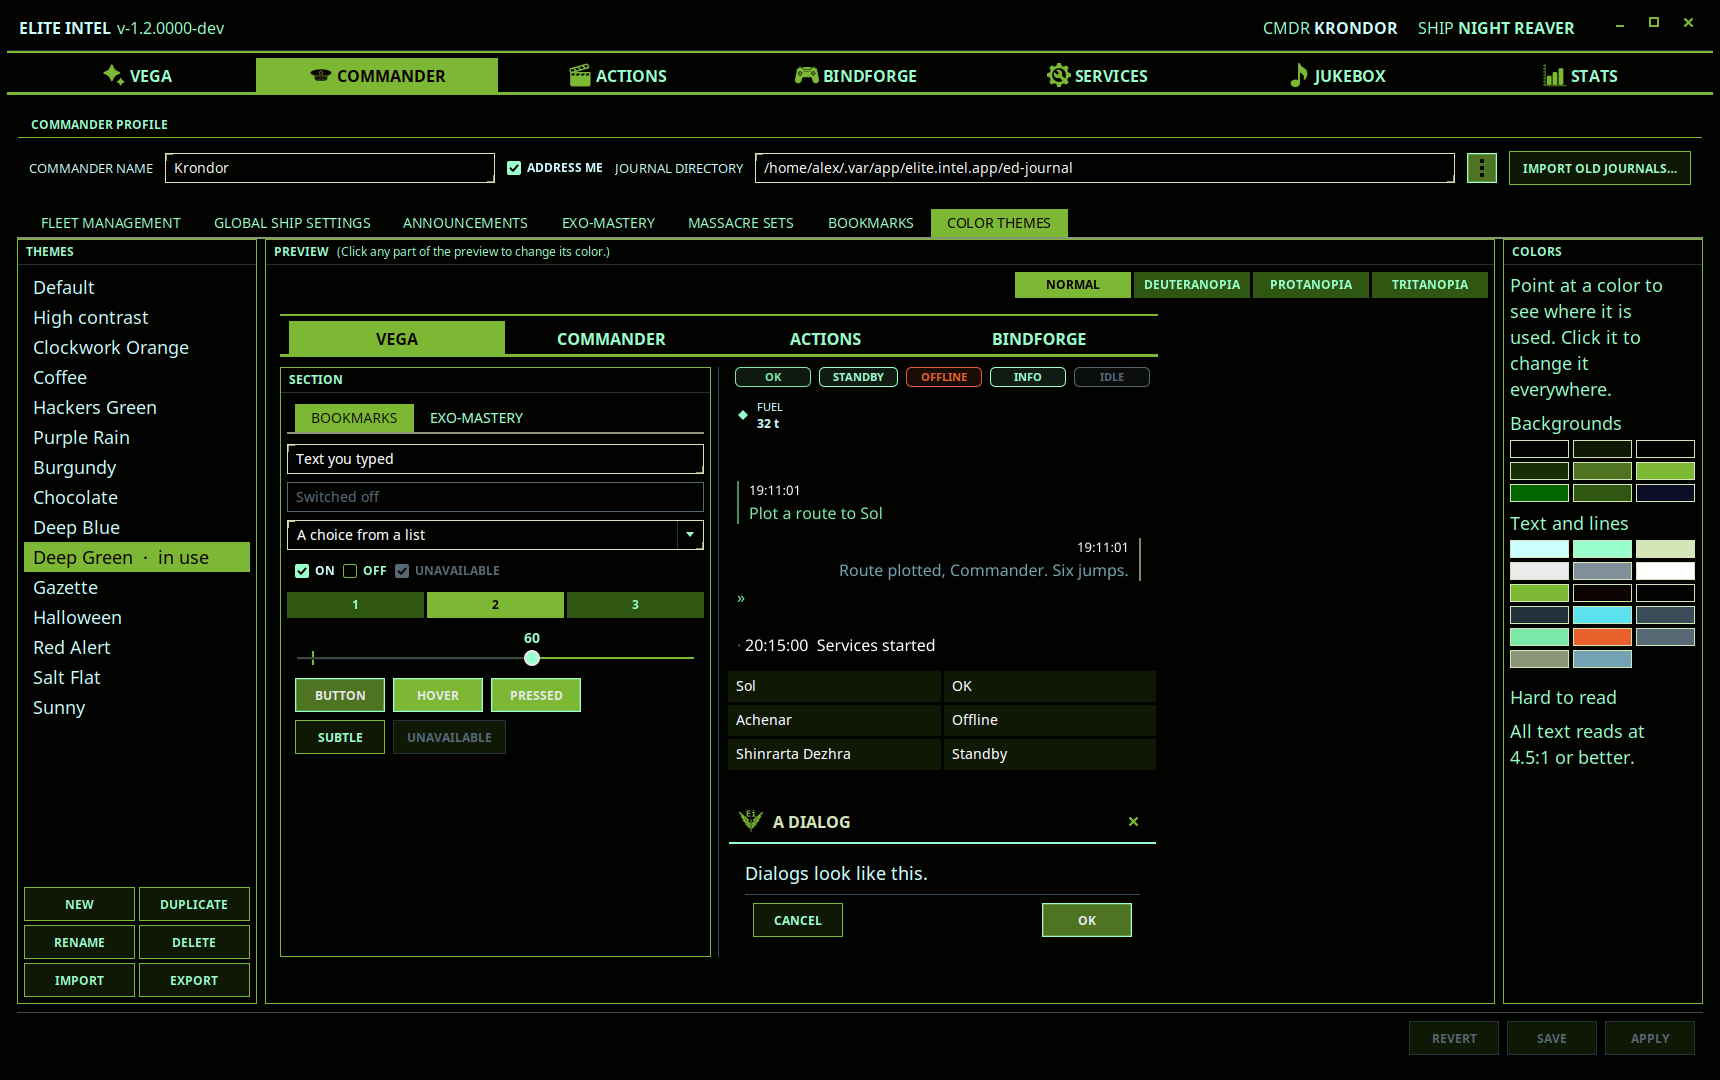 ELITE INTEL v-1.2.0000-dev
CMDR KRONDOR SHIP NIGHT REAVER
VEGA COMMANDER ACTIONS BINDFORGE SERVICES JUKEBOX STATS
COMMANDER PROFILE
COMMANDER NAME Krondor ADDRESS ME JOURNAL DIRECTORY /home/alex/.var/app/elite.intel.app/ed-journal IMPORT OLD JOURNALS...
FLEET MANAGEMENT GLOBAL SHIP SETTINGS ANNOUNCEMENTS EXO-MASTERY MASSACRE SETS BOOKMARKS COLOR THEMES
THEMES
Default
High contrast
Clockwork Orange
Coffee
Hackers Green
Purple Rain
Burgundy
Chocolate
Deep Blue
Deep Green · in use
Gazette
Halloween
Red Alert
Salt Flat
Sunny
NEW DUPLICATE
RENAME DELETE
IMPORT EXPORT
PREVIEW (Click any part of the preview to change its color.)
NORMAL DEUTERANOPIA PROTANOPIA TRITANOPIA
VEGA COMMANDER ACTIONS BINDFORGE
SECTION
BOOKMARKS EXO-MASTERY
Text you typed
Switched off
A choice from a list
ON OFF UNAVAILABLE
1 2 3
60
BUTTON HOVER PRESSED
SUBTLE UNAVAILABLE
OK STANDBY OFFLINE INFO IDLE
FUEL
32 t
19:11:01
Plot a route to Sol
19:11:01
Route plotted, Commander. Six jumps.
»
· 20:15:00 Services started
Sol OK
Achenar Offline
Shinrarta Dezhra Standby
A DIALOG
Dialogs look like this.
CANCEL OK
COLORS
Point at a color to
see where it is
used. Click it to
change it
everywhere.
Backgrounds
Text and lines
Hard to read
All text reads at
4.5:1 or better.
REVERT SAVE APPLY